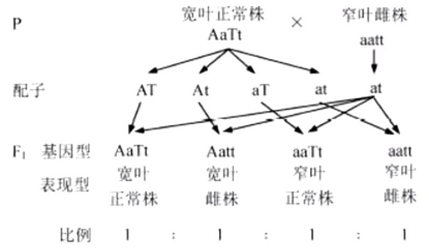 P 宽叶正常株 × 窄叶雌株
AaTt aatt
配子 AT At aT at at
F₁ 基因型 AaTt Aatt aaTt aatt
表现型 宽叶 宽叶 窄叶 窄叶
正常株 雌株 正常株 雌株
比例 1 : 1 : 1 : 1